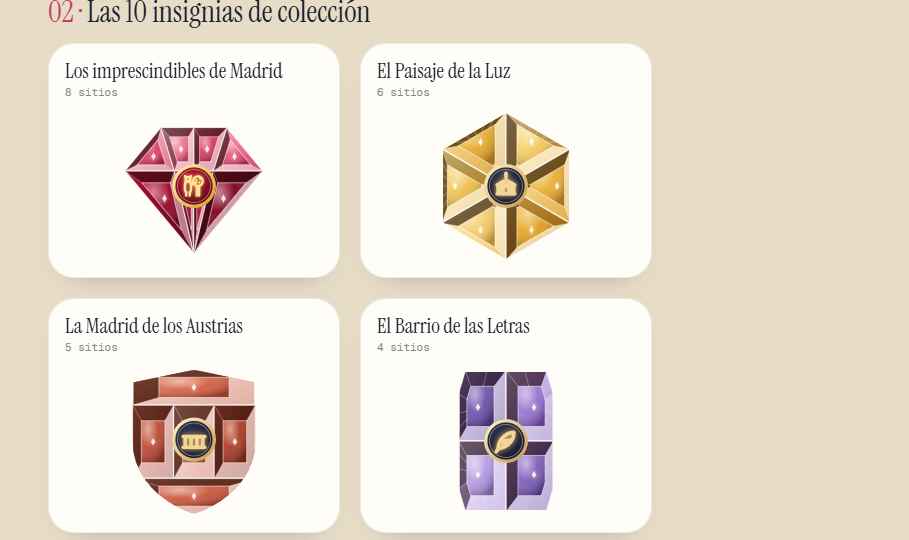 02 · Las 10 insignias de colección
Los imprescindibles de Madrid
8 sitios
El Paisaje de la Luz
6 sitios
La Madrid de los Austrias
5 sitios
El Barrio de las Letras
4 sitios